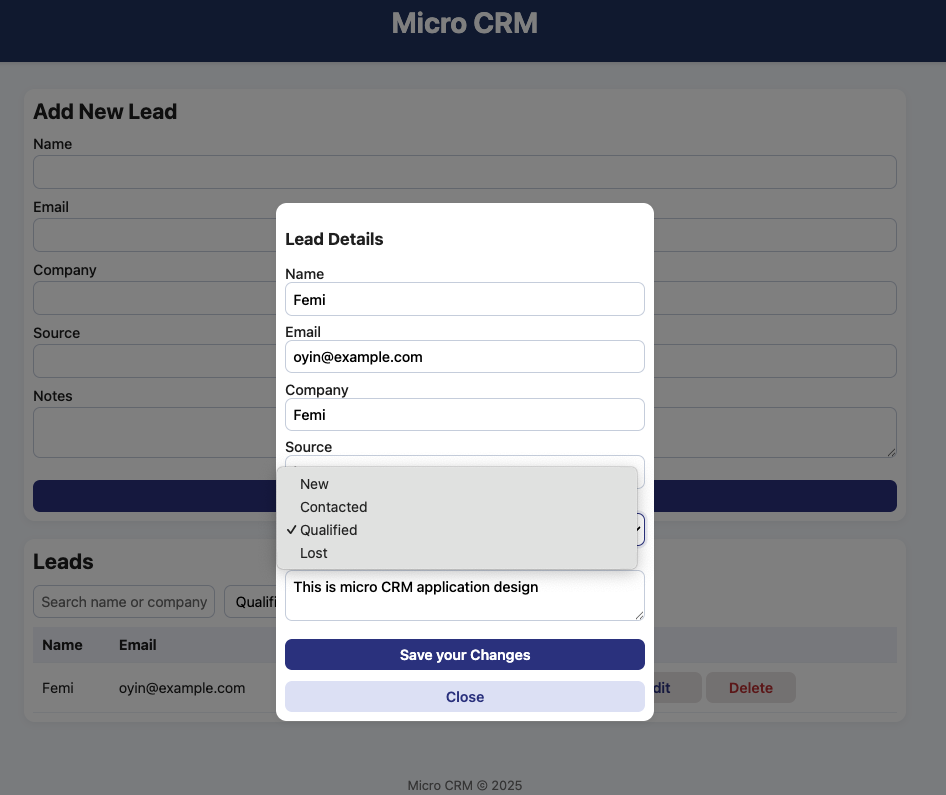 Micro CRM
Add New Lead
Name
Email
Company
Source
Notes
Lead Details
Name
Femi
Email
oyin@example.com
Company
Femi
Source
New
Contacted
✓ Qualified
Lost
This is micro CRM application design
Save your Changes
Close
Leads
Search name or company
Qualifi
Name Email
Femi oyin@example.com dit Delete
Micro CRM © 2025